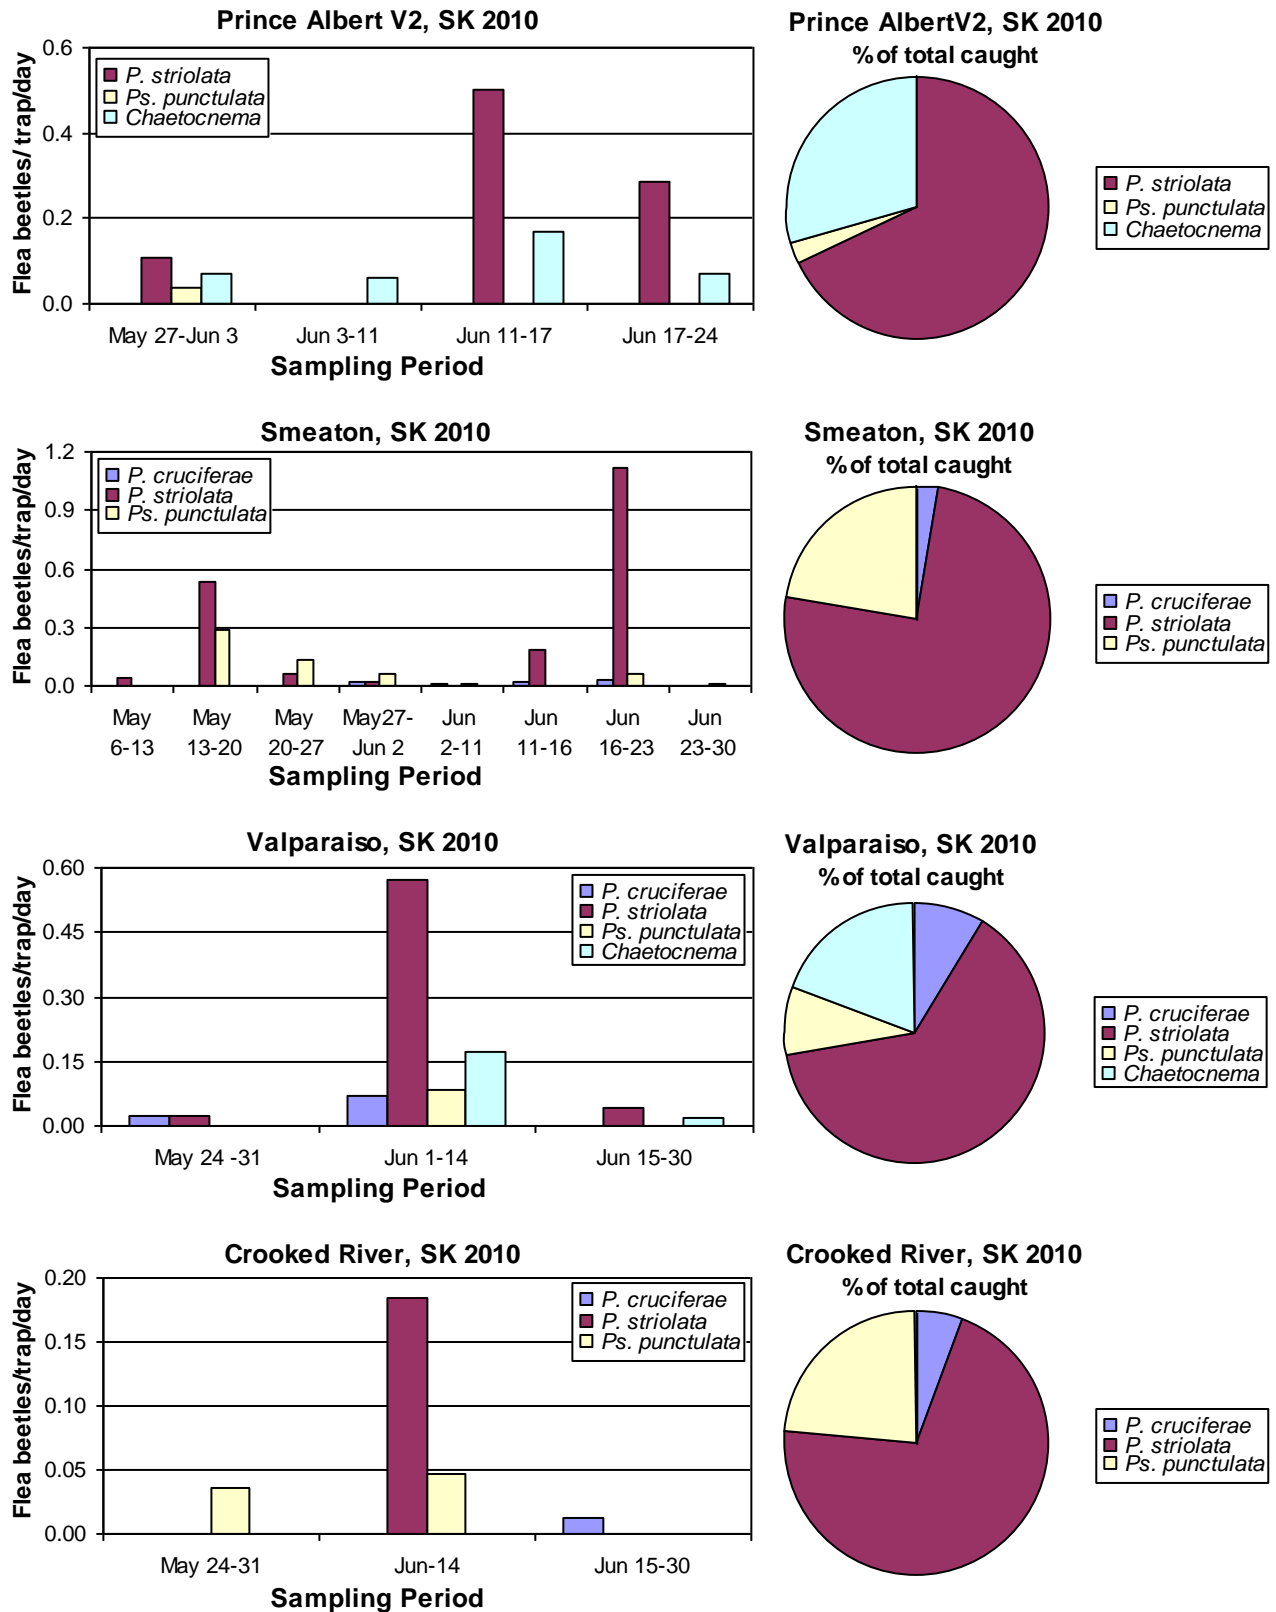 Prince Albert V2, SK 2010
Flea beetles/ trap/day
0.6
0.4
0.2
0.0
P. striolata
Ps. punctulata
Chaetocnema
May 27-Jun 3
Jun 3-11
Jun 11-17
Jun 17-24
Sampling Period
Prince AlbertV2, SK 2010
% of total caught
P. striolata
Ps. punctulata
Chaetocnema
Smeaton, SK 2010
Flea beetles/trap/day
1.2
0.9
0.6
0.3
0.0
P. cruciferae
P. striolata
Ps. punctulata
May
6-13
May
13-20
May
20-27
May27-
Jun 2
Jun
2-11
Jun
11-16
Jun
16-23
Jun
23-30
Sampling Period
Smeaton, SK 2010
% of total caught
P. cruciferae
P. striolata
Ps. punctulata
Valparaiso, SK 2010
Flea beetles/trap/day
0.60
0.45
0.30
0.15
0.00
P. cruciferae
P. striolata
Ps. punctulata
Chaetocnema
May 24 -31
Jun 1-14
Jun 15-30
Sampling Period
Valparaiso, SK 2010
% of total caught
P. cruciferae
P. striolata
Ps. punctulata
Chaetocnema
Crooked River, SK 2010
Flea beetles/trap/day
0.20
0.15
0.10
0.05
0.00
P. cruciferae
P. striolata
Ps. punctulata
May 24-31
Jun-14
Jun 15-30
Sampling Period
Crooked River, SK 2010
% of total caught
P. cruciferae
P. striolata
Ps. punctulata